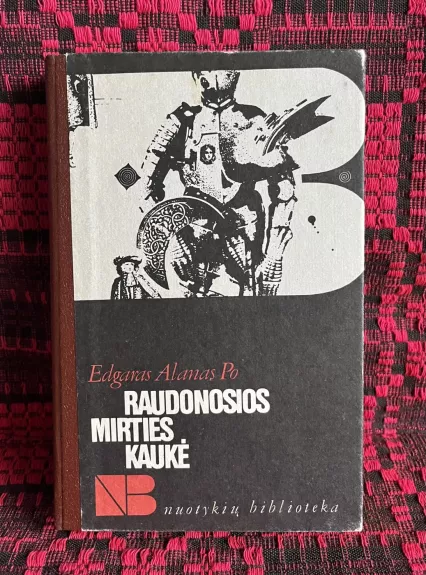 Edgaras Alanas Po
RAUDONOSIOS
MIRTIES
KAUKĖ
NB nuotykių biblioteka